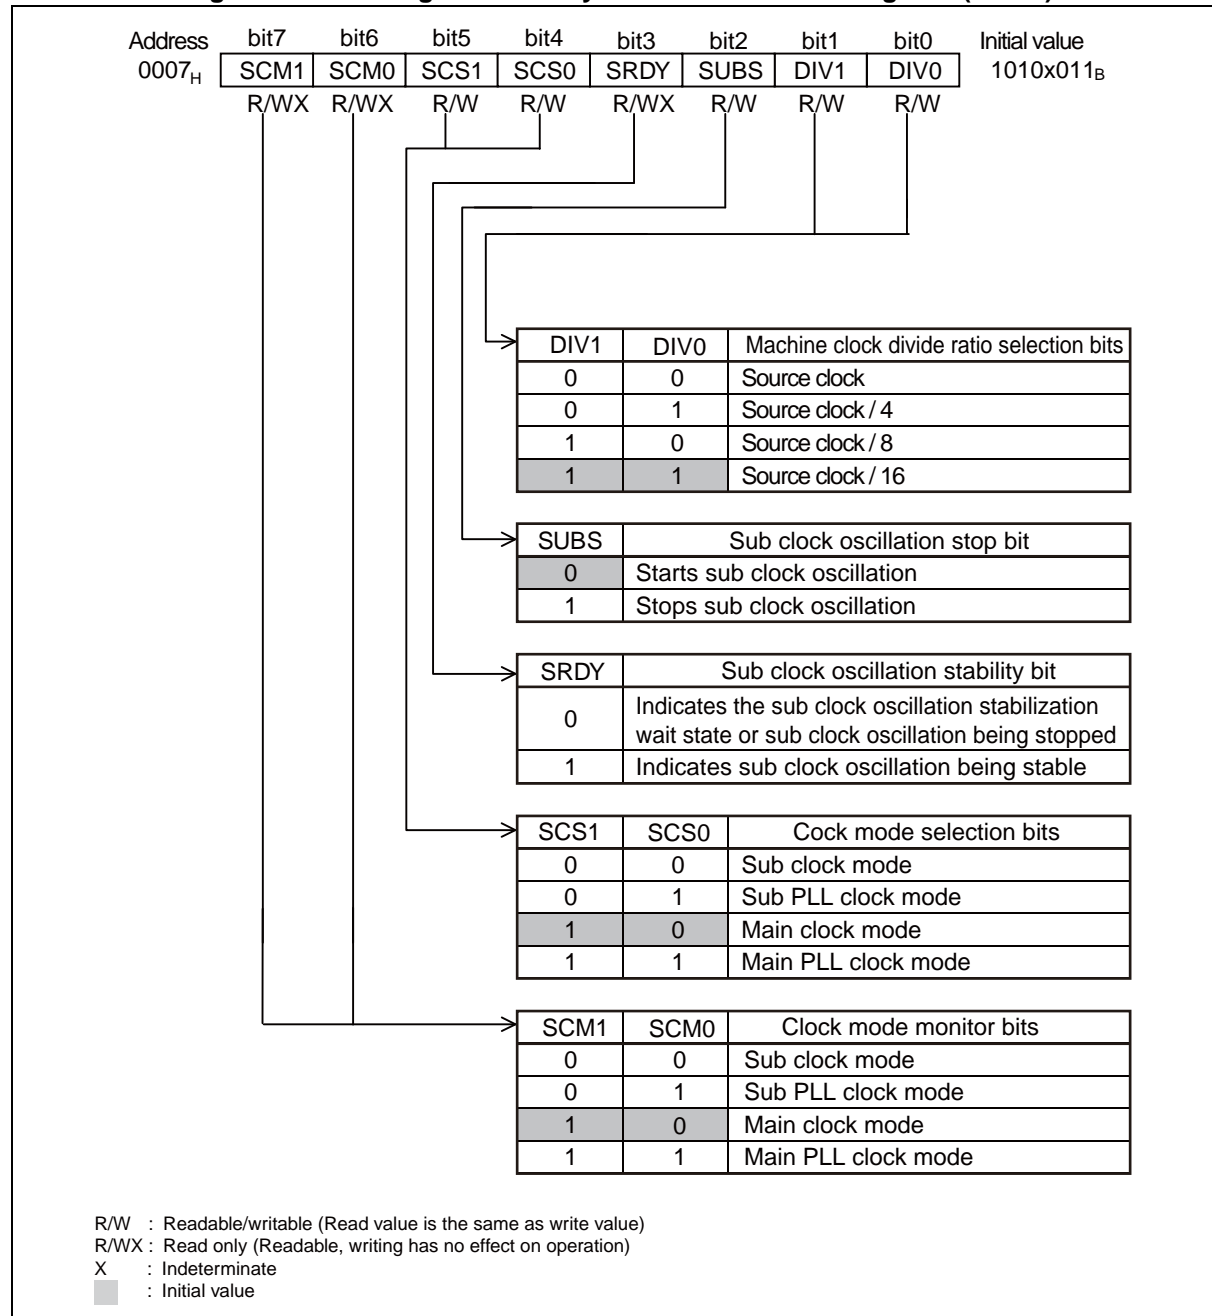 Address bit7 bit6 bit5 bit4 bit3 bit2 bit1 bit0 Initial value
0007H SCM1 SCM0 SCS1 SCS0 SRDY SUBS DIV1 DIV0 1010x011B
R/WX R/WX R/W R/W R/WX R/W R/W R/W
DIV1 DIV0 Machine clock divide ratio selection bits
0 0 Source clock
0 1 Source clock / 4
1 0 Source clock / 8
1 1 Source clock / 16
SUBS Sub clock oscillation stop bit
0 Starts sub clock oscillation
1 Stops sub clock oscillation
SRDY Sub clock oscillation stability bit
0 Indicates the sub clock oscillation stabilization
wait state or sub clock oscillation being stopped
1 Indicates sub clock oscillation being stable
SCS1 SCS0 Cock mode selection bits
0 0 Sub clock mode
0 1 Sub PLL clock mode
1 0 Main clock mode
1 1 Main PLL clock mode
SCM1 SCM0 Clock mode monitor bits
0 0 Sub clock mode
0 1 Sub PLL clock mode
1 0 Main clock mode
1 1 Main PLL clock mode
R/W : Readable/writable (Read value is the same as write value)
R/WX : Read only (Readable, writing has no effect on operation)
X : Indeterminate
: Initial value